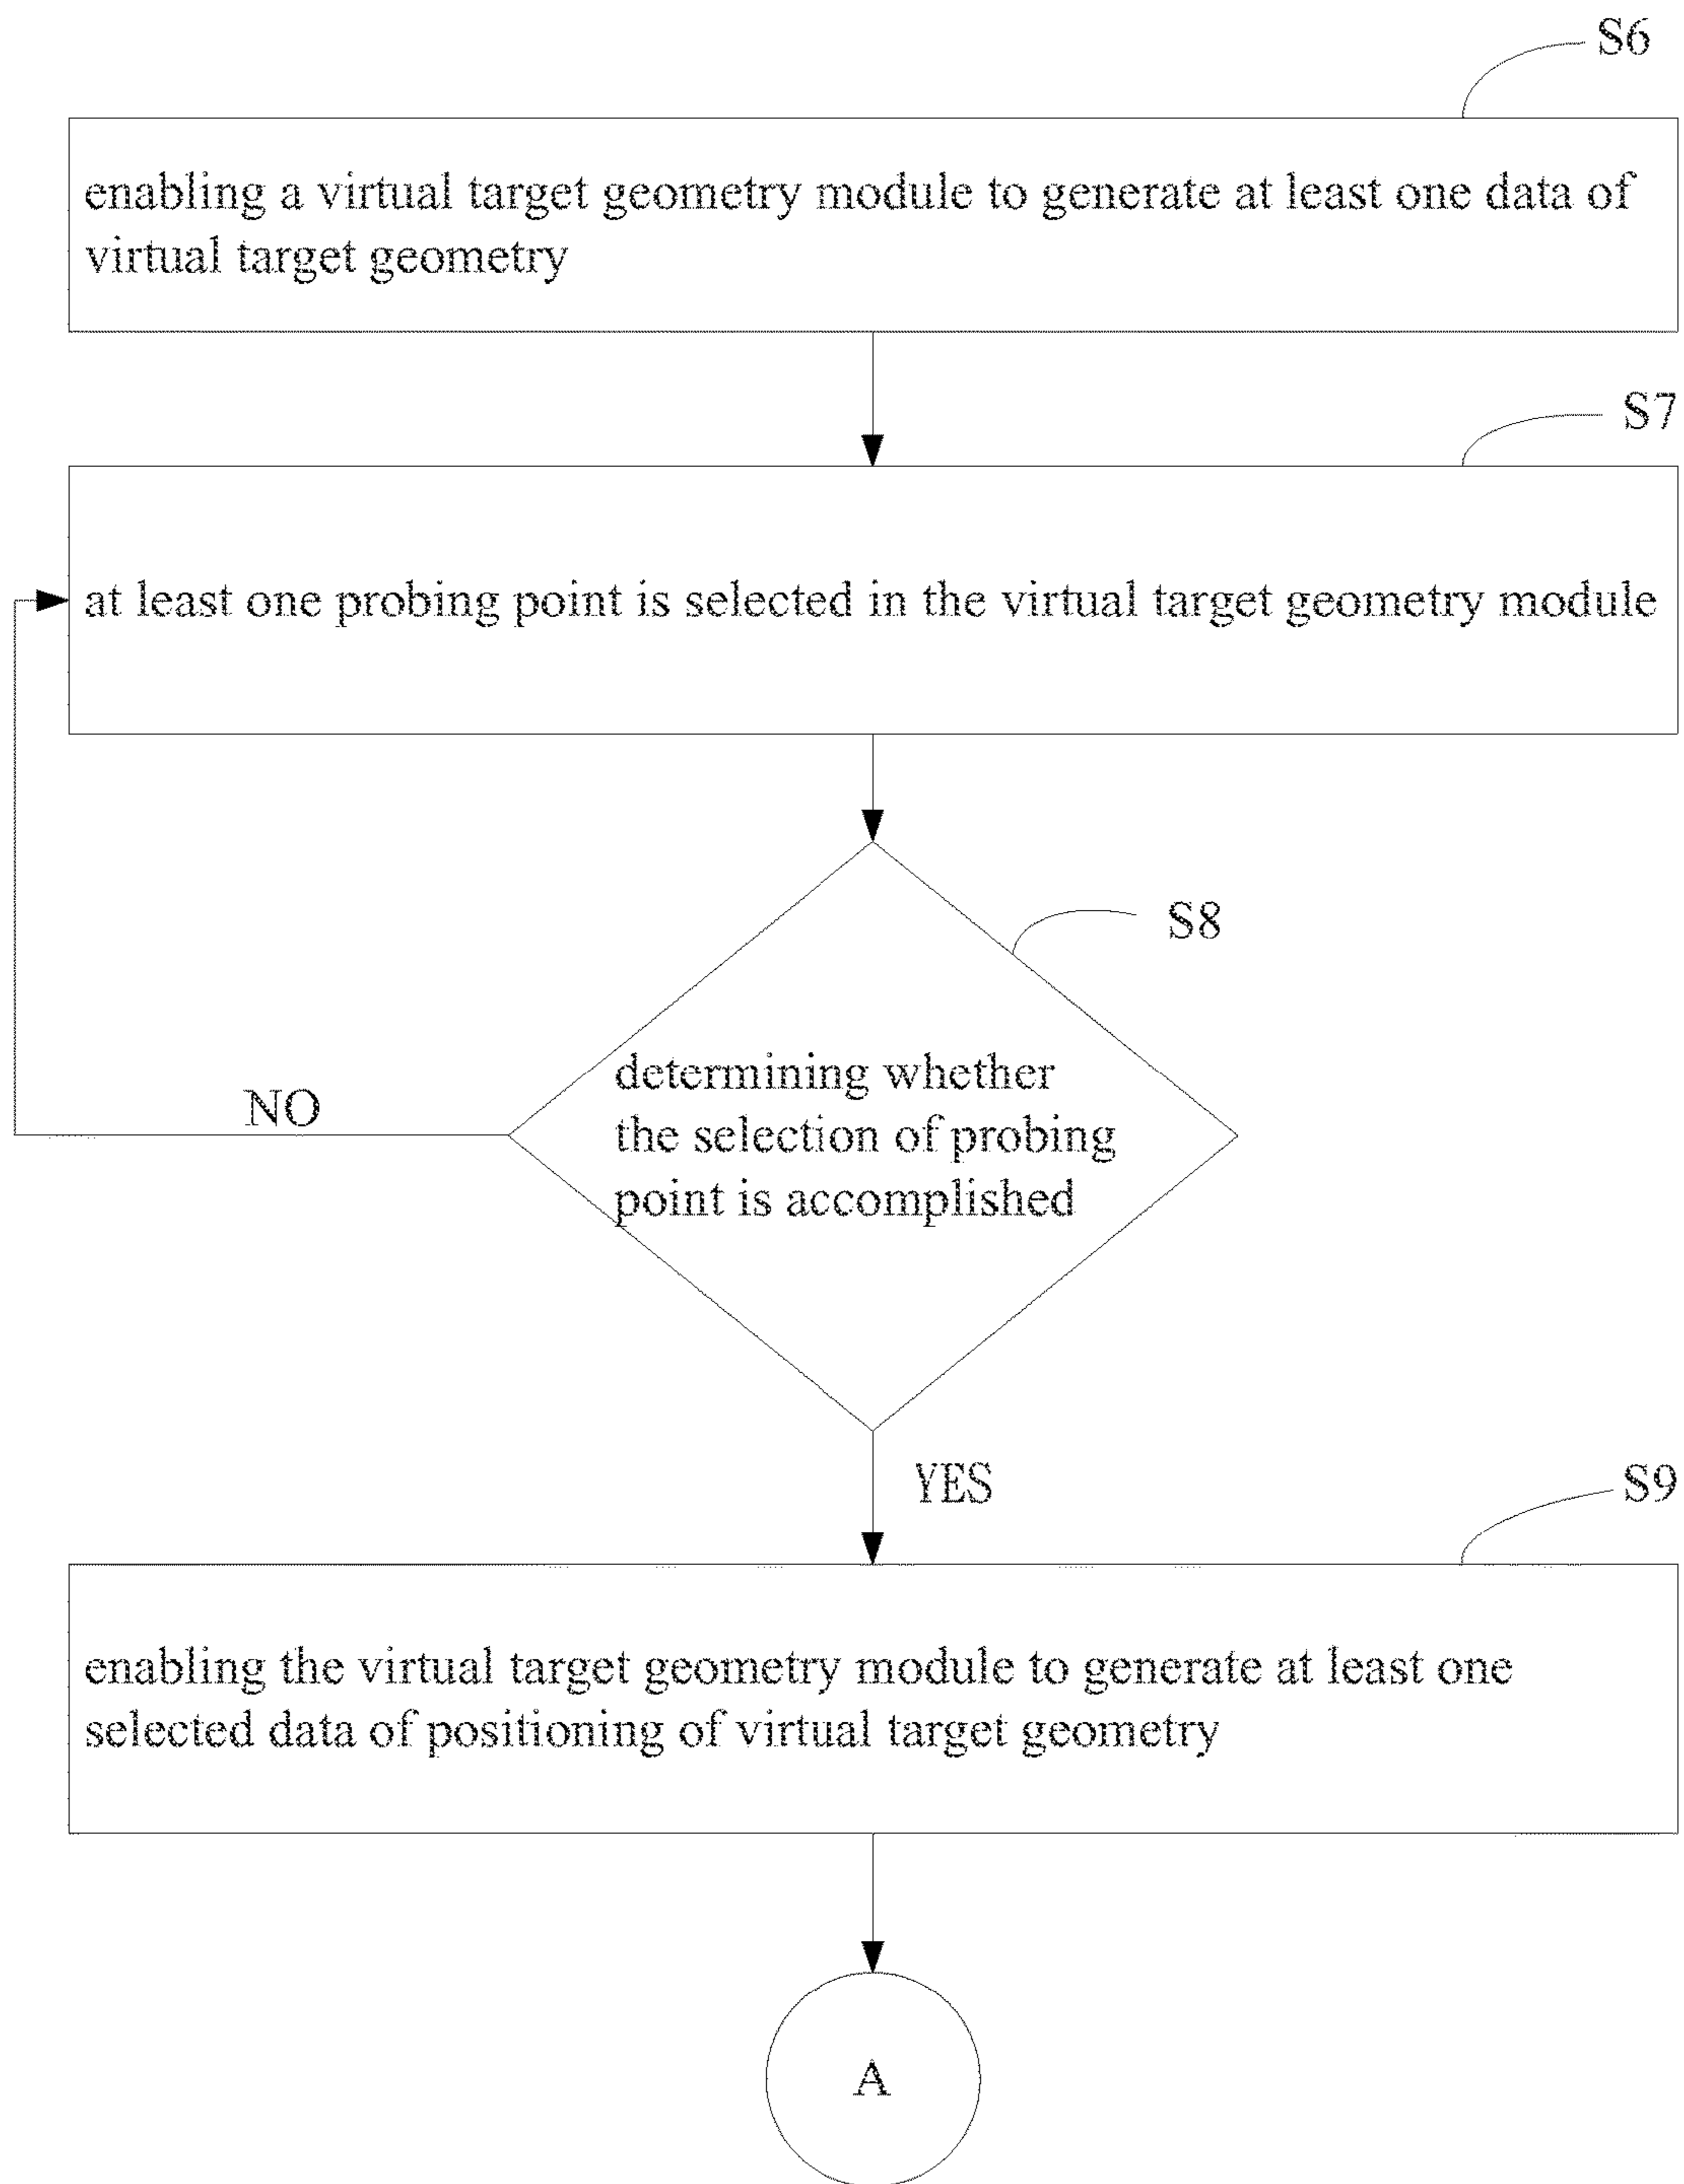 S6
enabling a virtual target geometry module to generate at least one data of
virtual target geometry
S7
at least one probing point is selected in the virtual target geometry module
S8
determining whether
the selection of probing
point is accomplished
NO
YES
S9
enabling the virtual target geometry module to generate at least one
selected data of positioning of virtual target geometry
A